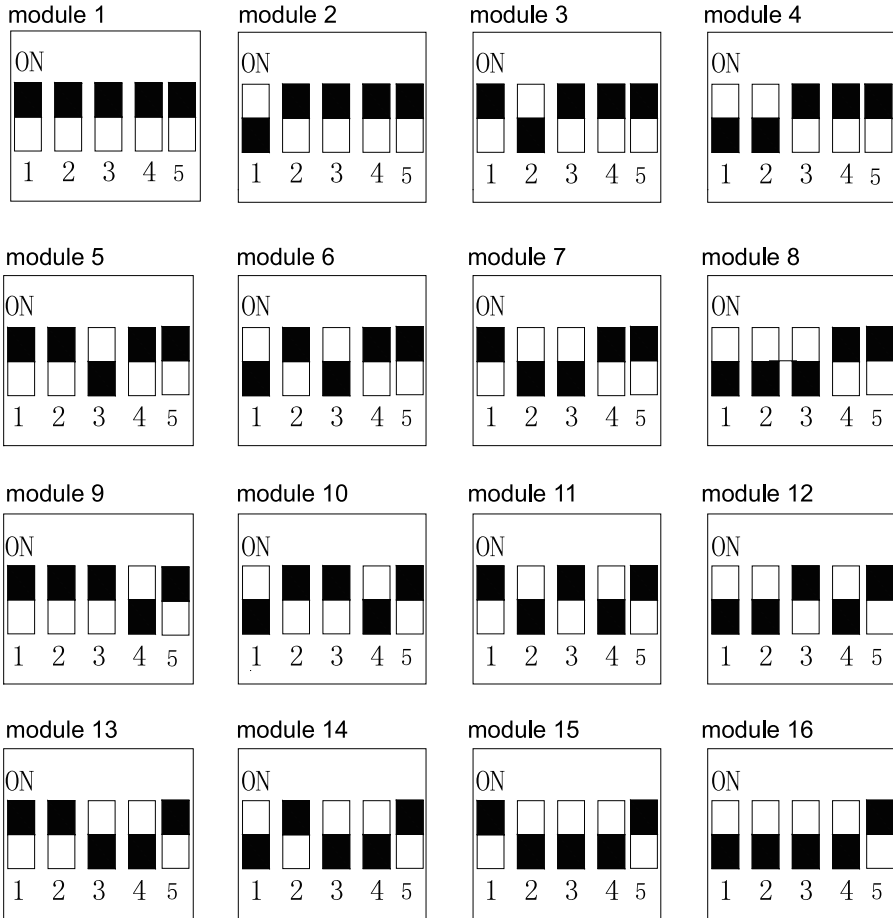 module 1
module 2
module 3
module 4
ON
ON
ON
ON
1 2 3 4 5
1 2 3 4 5
1 2 3 4 5
1 2 3 4 5
module 5
module 6
module 7
module 8
ON
ON
ON
ON
1 2 3 4 5
1 2 3 4 5
1 2 3 4 5
1 2 3 4 5
module 9
module 10
module 11
module 12
ON
ON
ON
ON
1 2 3 4 5
1 2 3 4 5
1 2 3 4 5
1 2 3 4 5
module 13
module 14
module 15
module 16
ON
ON
ON
ON
1 2 3 4 5
1 2 3 4 5
1 2 3 4 5
1 2 3 4 5